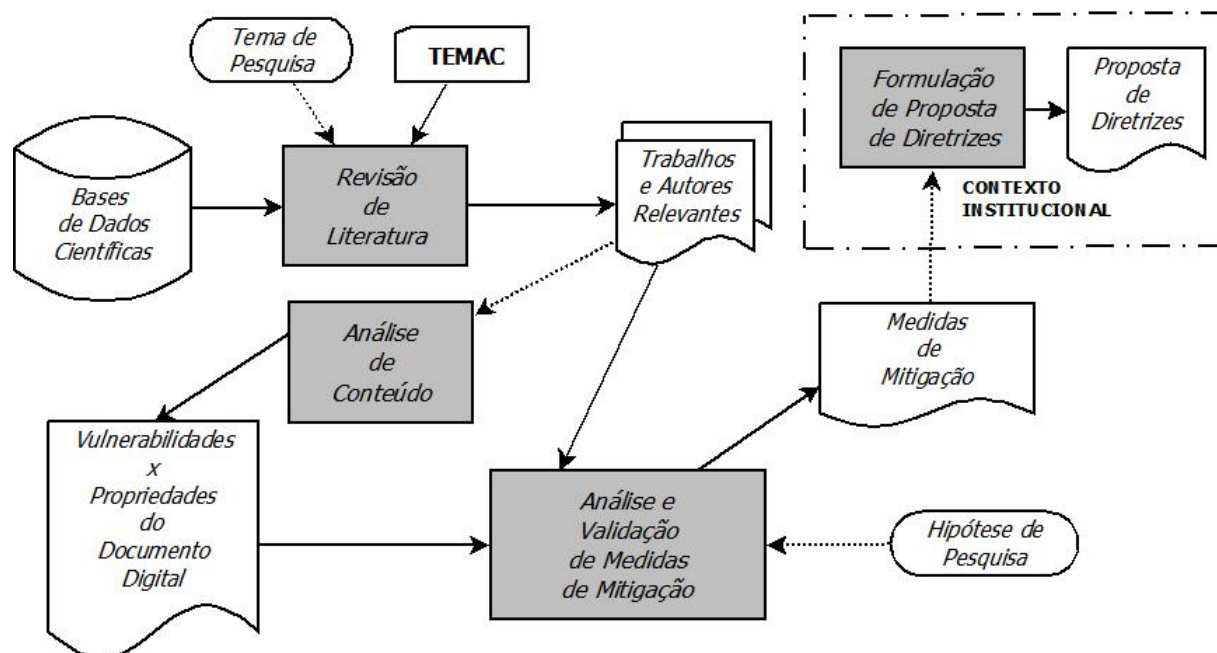 Tema de
Pesquisa
TEMAC
Bases
de Dados
Científicas
Revisão
de
Literatura
Trabalhos
e Autores
Relevantes
Formulação
de Proposta
de Diretrizes
Proposta
de
Diretrizes
CONTEXTO
INSTITUCIONAL
Análise
de
Conteúdo
Medidas
de
Mitigação
Vulnerabilidades
x
Propriedades
do
Documento
Digital
Análise e
Validação
de Medidas
de Mitigação
Hipótese de
Pesquisa